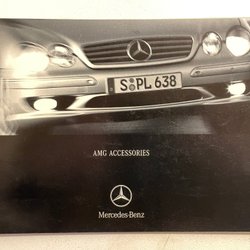 S PL 638
AMG ACCESSORIES
Mercedes-Benz